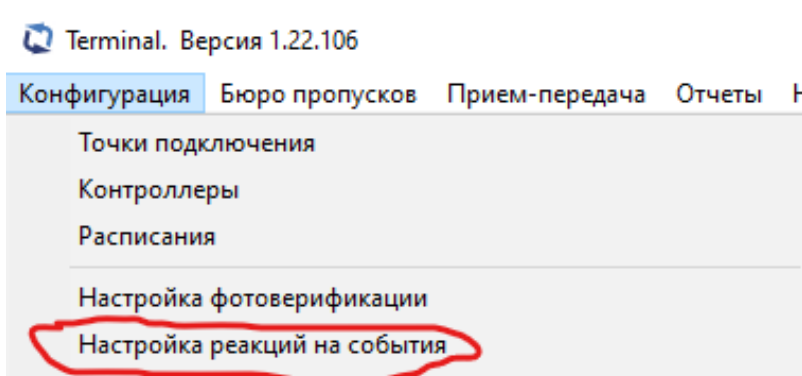 Terminal. Версия 1.22.106
Конфигурация Бюро пропусков Прием-передача Отчеты
Точки подключения
Контроллеры
Расписания
Настройка фотоверификации
Настройка реакций на события